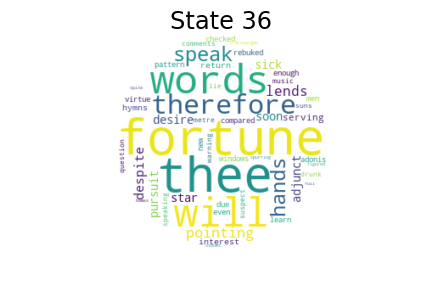 State 36
checked
comments
speak
rebuked
pattern
return
sick
enough
words
lie
lends
music
virtue
therefore
suns
men
hymns
desire
metre
compared
soon
serving
fortune
question
despite
new
warning
windows
hands
adjunct
adonis
thee
drunk
pursuit
star
speaking
will
due
even
suspect
learn
pointing
interest